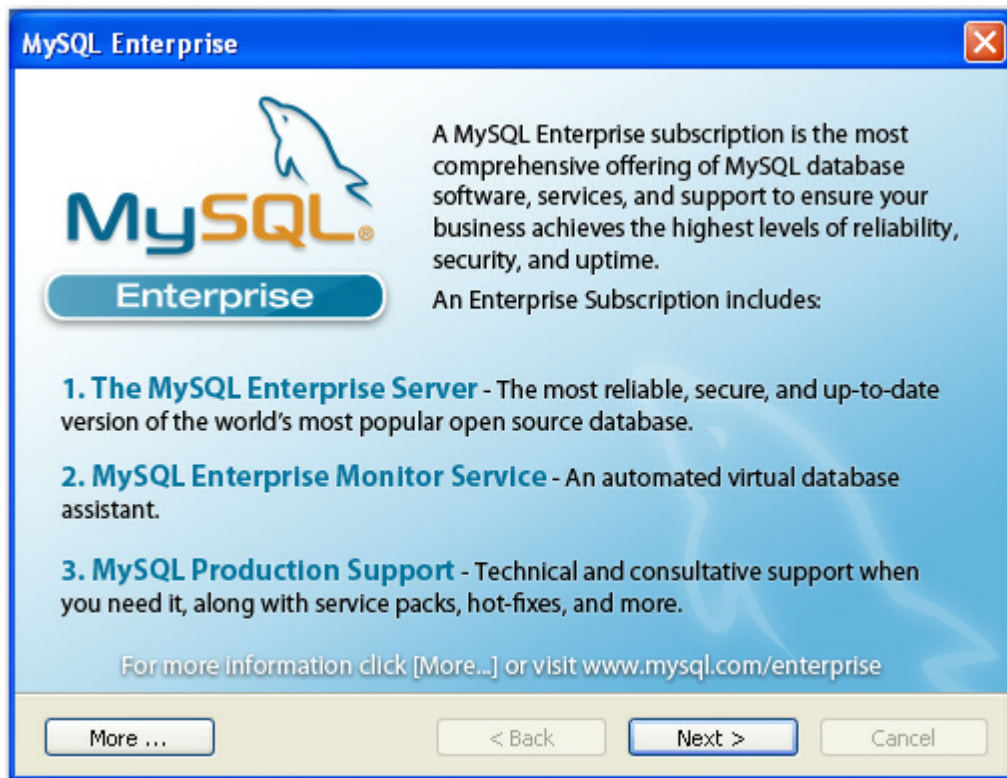 MySQL Enterprise
MySQL®
Enterprise
A MySQL Enterprise subscription is the most
comprehensive offering of MySQL database
software, services, and support to ensure your
business achieves the highest levels of reliability,
security, and uptime.
An Enterprise Subscription includes:
1. The MySQL Enterprise Server - The most reliable, secure, and up-to-date
version of the world's most popular open source database.
2. MySQL Enterprise Monitor Service - An automated virtual database
assistant.
3. MySQL Production Support - Technical and consultative support when
you need it, along with service packs, hot-fixes, and more.
For more information click [More...] or visit www.mysql.com/enterprise
More ...
< Back
Next >
Cancel